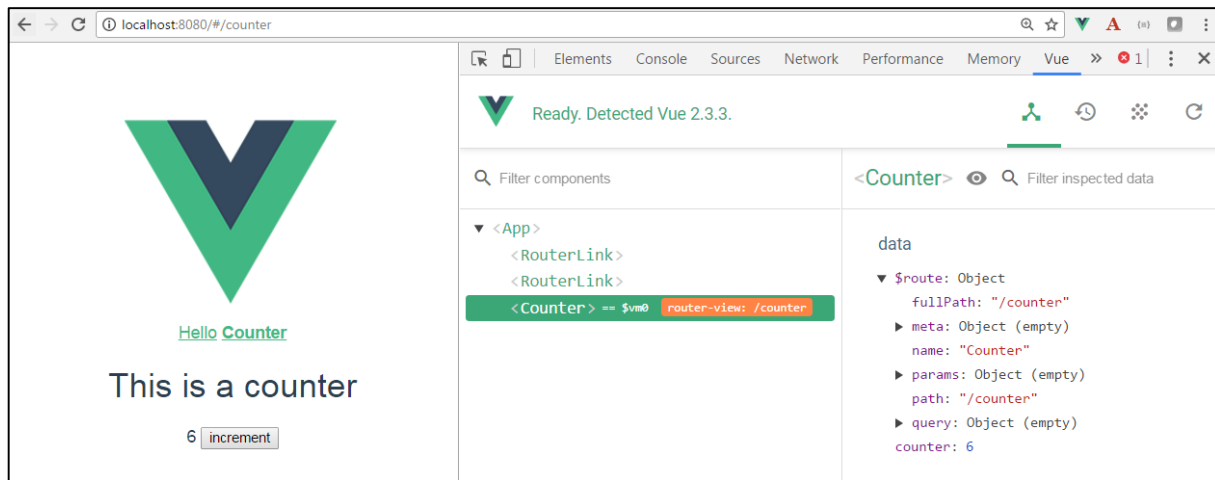 localhost:8080/#/counter
Elements Console Sources Network Performance Memory Vue » 1
Ready. Detected Vue 2.3.3.
Filter components
<Counter> Filter inspected data
▼ <App>
<RouterLink>
<RouterLink>
<Counter> == $vm0 router-view: /counter
data
▼ $route: Object
fullPath: "/counter"
▶ meta: Object (empty)
name: "Counter"
▶ params: Object (empty)
path: "/counter"
▶ query: Object (empty)
counter: 6
Hello Counter
This is a counter
6 increment